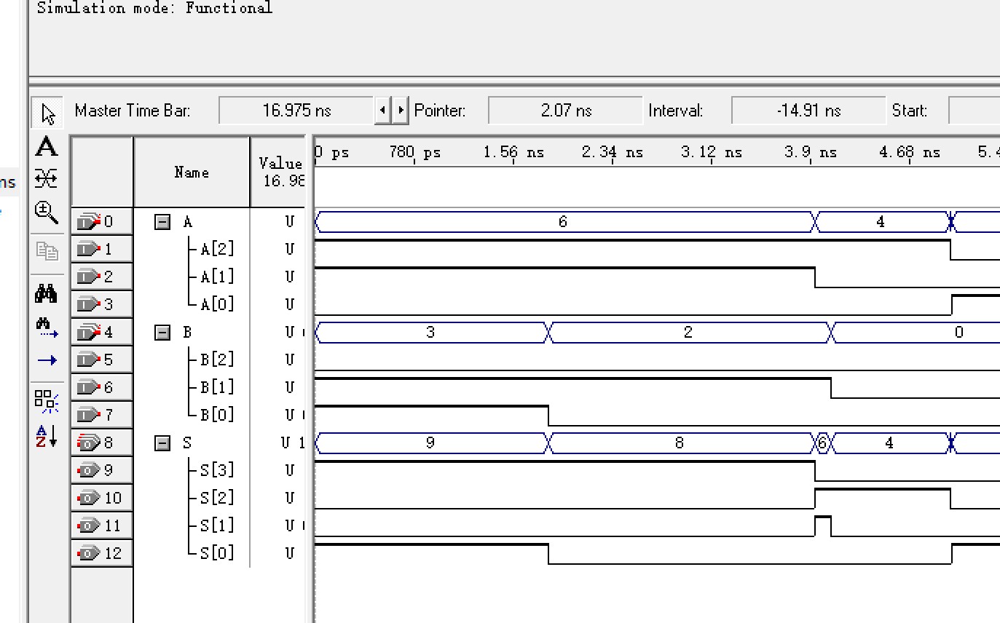 Simulation mode: Functional
Master Time Bar: 16.975 ns Pointer: 2.07 ns Interval: -14.91 ns Start:
ns
Name Value 16.98 0 ps 780 ps 1.56 ns 2.34 ns 3.12 ns 3.9 ns 4.68 ns 5.4
0 A U 6 4
1 A[2] U
2 A[1] U
3 A[0] U
4 B U 3 2 0
5 B[2] U
6 B[1] U
7 B[0] U
8 S U 1 9 8 6 4
9 S[3] U
10 S[2] U
11 S[1] U
12 S[0] U